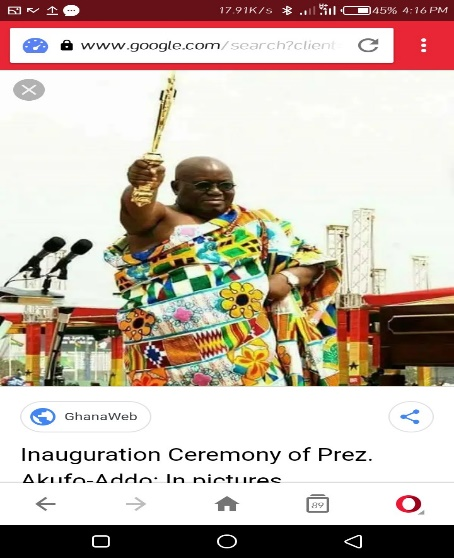 17.91K/s 45% 4:16 PM
www.google.com/search?client
GhanaWeb
Inauguration Ceremony of Prez.
Akufo-Addo: In pictures
89